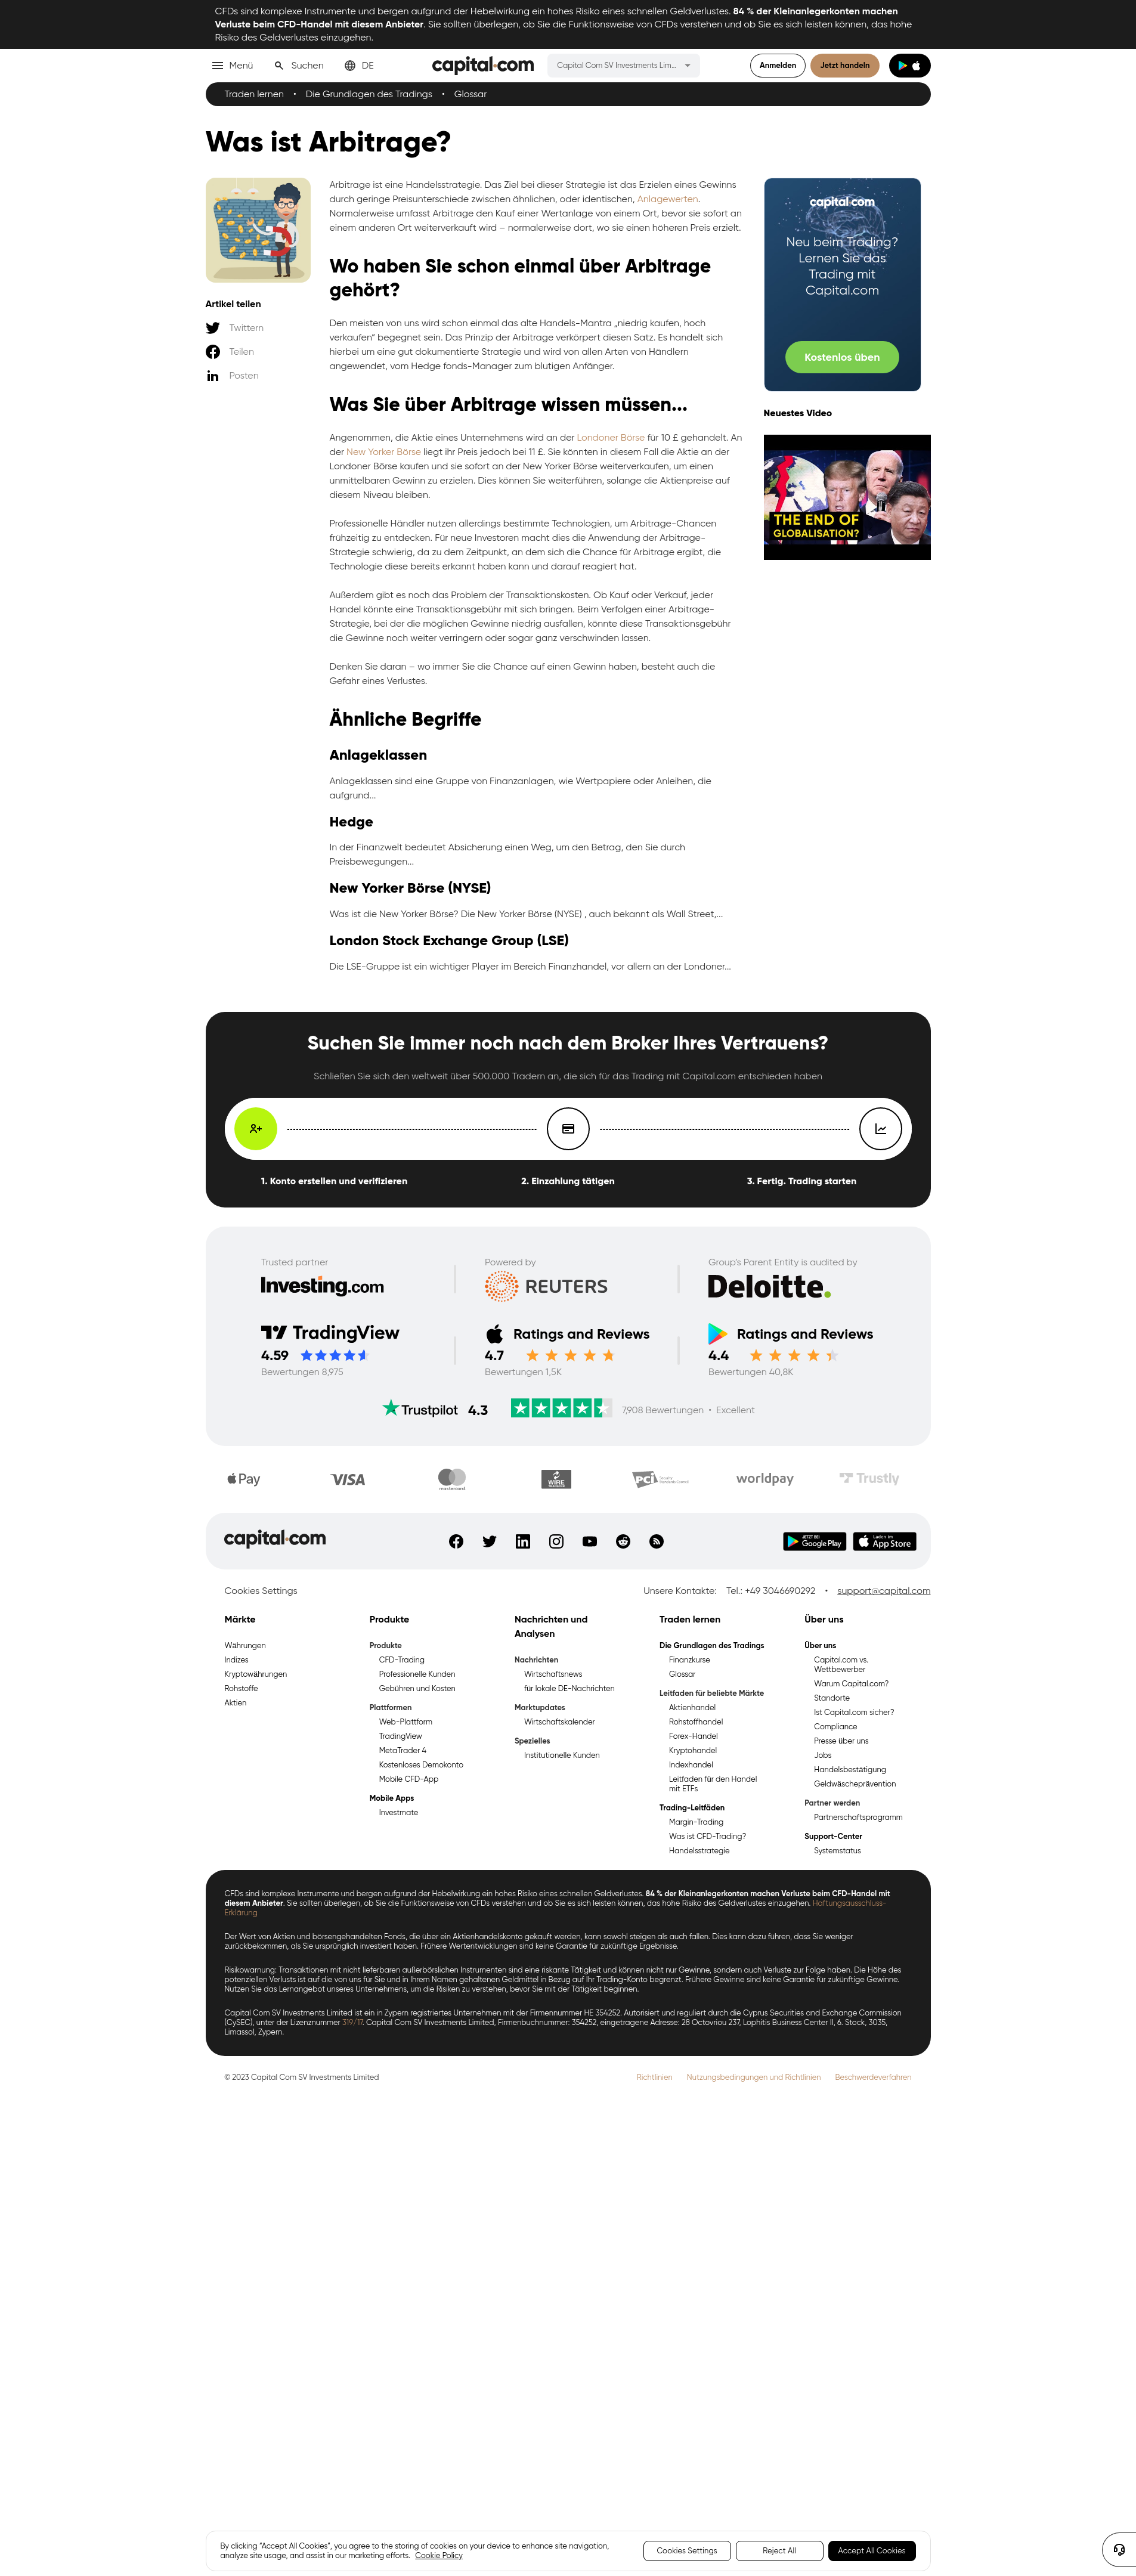 CFDs sind komplexe Instrumente und bergen aufgrund der Hebelwirkung ein hohes Risiko eines schnellen Geldverlustes. 84 % der Kleinanlegerkonten machen
Verluste beim CFD-Handel mit diesem Anbieter. Sie sollten überlegen, ob Sie die Funktionsweise von CFDs verstehen und ob Sie es sich leisten können, das hohe
Risiko des Geldverlustes einzugehen.
Menü Suchen DE capital.com Capital Com SV Investments Lim... Anmelden Jetzt handeln
Traden lernen • Die Grundlagen des Tradings • Glossar
Was ist Arbitrage?
Artikel teilen
Twittern
Teilen
Posten
Arbitrage ist eine Handelsstrategie. Das Ziel bei dieser Strategie ist das Erzielen eines Gewinns
durch geringe Preisunterschiede zwischen ähnlichen, oder identischen, Anlagewerten.
Normalerweise umfasst Arbitrage den Kauf einer Wertanlage von einem Ort, bevor sie sofort an
einem anderen Ort weiterverkauft wird – normalerweise dort, wo sie einen höheren Preis erzielt.
Wo haben Sie schon einmal über Arbitrage
gehört?
Den meisten von uns wird schon einmal das alte Handels-Mantra „niedrig kaufen, hoch
verkaufen“ begegnet sein. Das Prinzip der Arbitrage verkörpert diesen Satz. Es handelt sich
hierbei um eine gut dokumentierte Strategie und wird von allen Arten von Händlern
angewendet, vom Hedge fonds-Manager zum blutigen Anfänger.
Was Sie über Arbitrage wissen müssen...
Angenommen, die Aktie eines Unternehmens wird an der Londoner Börse für 10 £ gehandelt. An
der New Yorker Börse liegt ihr Preis jedoch bei 11 £. Sie könnten in diesem Fall die Aktie an der
Londoner Börse kaufen und sie sofort an der New Yorker Börse weiterverkaufen, um einen
unmittelbaren Gewinn zu erzielen. Dies können Sie weiterführen, solange die Aktienpreise auf
diesem Niveau bleiben.
Professionelle Händler nutzen allerdings bestimmte Technologien, um Arbitrage-Chancen
frühzeitig zu entdecken. Für neue Investoren macht dies die Anwendung der Arbitrage-
Strategie schwierig, da zu dem Zeitpunkt, an dem sich die Chance für Arbitrage ergibt, die
Technologie diese bereits erkannt haben kann und darauf reagiert hat.
Außerdem gibt es noch das Problem der Transaktionskosten. Ob Kauf oder Verkauf, jeder
Handel könnte eine Transaktionsgebühr mit sich bringen. Beim Verfolgen einer Arbitrage-
Strategie, bei der die möglichen Gewinne niedrig ausfallen, könnte diese Transaktionsgebühr
die Gewinne noch weiter verringern oder sogar ganz verschwinden lassen.
Denken Sie daran – wo immer Sie die Chance auf einen Gewinn haben, besteht auch die
Gefahr eines Verlustes.
Ähnliche Begriffe
Anlageklassen
Anlageklassen sind eine Gruppe von Finanzanlagen, wie Wertpapiere oder Anleihen, die
aufgrund...
Hedge
In der Finanzwelt bedeutet Absicherung einen Weg, um den Betrag, den Sie durch
Preisbewegungen...
New Yorker Börse (NYSE)
Was ist die New Yorker Börse? Die New Yorker Börse (NYSE) , auch bekannt als Wall Street,...
London Stock Exchange Group (LSE)
Die LSE-Gruppe ist ein wichtiger Player im Bereich Finanzhandel, vor allem an der Londoner...
capital.com
Neu beim Trading?
Lernen Sie das
Trading mit
Capital.com
Kostenlos üben
Neuestes Video
THE END OF
GLOBALISATION?
Suchen Sie immer noch nach dem Broker Ihres Vertrauens?
Schließen Sie sich den weltweit über 500.000 Tradern an, die sich für das Trading mit Capital.com entschieden haben
1. Konto erstellen und verifizieren 2. Einzahlung tätigen 3. Fertig. Trading starten
Trusted partner Powered by Group's Parent Entity is audited by
Investing.com REUTERS Deloitte.
TradingView Ratings and Reviews Ratings and Reviews
4.59 4.7 4.4
Bewertungen 8,975 Bewertungen 1,5K Bewertungen 40,8K
Trustpilot 4.3 7,908 Bewertungen • Excellent
Pay VISA mastercard WIRE TRANSFER PCI worldpay Trustly
capital.com JETZT BEI Google Play Laden im App Store
Cookies Settings Unsere Kontakte: Tel.: +49 3046690292 • support@capital.com
Märkte
Währungen
Indizes
Kryptowährungen
Rohstoffe
Aktien
Produkte
Produkte
CFD-Trading
Professionelle Kunden
Gebühren und Kosten
Plattformen
Web-Plattform
TradingView
MetaTrader 4
Kostenloses Demokonto
Mobile CFD-App
Mobile Apps
Investmate
Nachrichten und
Analysen
Nachrichten
Wirtschaftsnews
für lokale DE-Nachrichten
Marktupdates
Wirtschaftskalender
Spezielles
Institutionelle Kunden
Traden lernen
Die Grundlagen des Tradings
Finanzkurse
Glossar
Leitfaden für beliebte Märkte
Aktienhandel
Rohstoffhandel
Forex-Handel
Kryptohandel
Indexhandel
Leitfaden für den Handel
mit ETFs
Trading-Leitfäden
Margin-Trading
Was ist CFD-Trading?
Handelsstrategie
Über uns
Über uns
Capital.com vs.
Wettbewerber
Warum Capital.com?
Standorte
Ist Capital.com sicher?
Compliance
Presse über uns
Jobs
Handelsbestätigung
Geldwäscheprävention
Partner werden
Partnerschaftsprogramm
Support-Center
Systemstatus
CFDs sind komplexe Instrumente und bergen aufgrund der Hebelwirkung ein hohes Risiko eines schnellen Geldverlustes. 84 % der Kleinanlegerkonten machen Verluste beim CFD-Handel mit
diesem Anbieter. Sie sollten überlegen, ob Sie die Funktionsweise von CFDs verstehen und ob Sie es sich leisten können, das hohe Risiko des Geldverlustes einzugehen. Haftungsausschluss-
Erklärung
Der Wert von Aktien und börsengehandelten Fonds, die über ein Aktienhandelskonto gekauft werden, kann sowohl steigen als auch fallen. Dies kann dazu führen, dass Sie weniger
zurückbekommen, als Sie ursprünglich investiert haben. Frühere Wertentwicklungen sind keine Garantie für zukünftige Ergebnisse.
Risikowarnung: Transaktionen mit nicht lieferbaren außerbörslichen Instrumenten sind eine riskante Tätigkeit und können nicht nur Gewinne, sondern auch Verluste zur Folge haben. Die Höhe des
potenziellen Verlusts ist auf die von uns für Sie und in Ihrem Namen gehaltenen Geldmittel in Bezug auf Ihr Trading-Konto begrenzt. Frühere Gewinne sind keine Garantie für zukünftige Gewinne.
Nutzen Sie das Lernangebot unseres Unternehmens, um die Risiken zu verstehen, bevor Sie mit der Tätigkeit beginnen.
Capital Com SV Investments Limited ist ein in Zypern registriertes Unternehmen mit der Firmennummer HE 354252. Autorisiert und reguliert durch die Cyprus Securities and Exchange Commission
(CySEC), unter der Lizenznummer 319/17. Capital Com SV Investments Limited, Firmenbuchnummer: 354252, eingetragene Adresse: 28 Octovriou 237, Lophitis Business Center II, 6. Stock, 3035,
Limassol, Zypern.
© 2023 Capital Com SV Investments Limited Richtlinien Nutzungsbedingungen und Richtlinien Beschwerdeverfahren
By clicking “Accept All Cookies”, you agree to the storing of cookies on your device to enhance site navigation,
analyze site usage, and assist in our marketing efforts. Cookie Policy
Cookies Settings Reject All Accept All Cookies